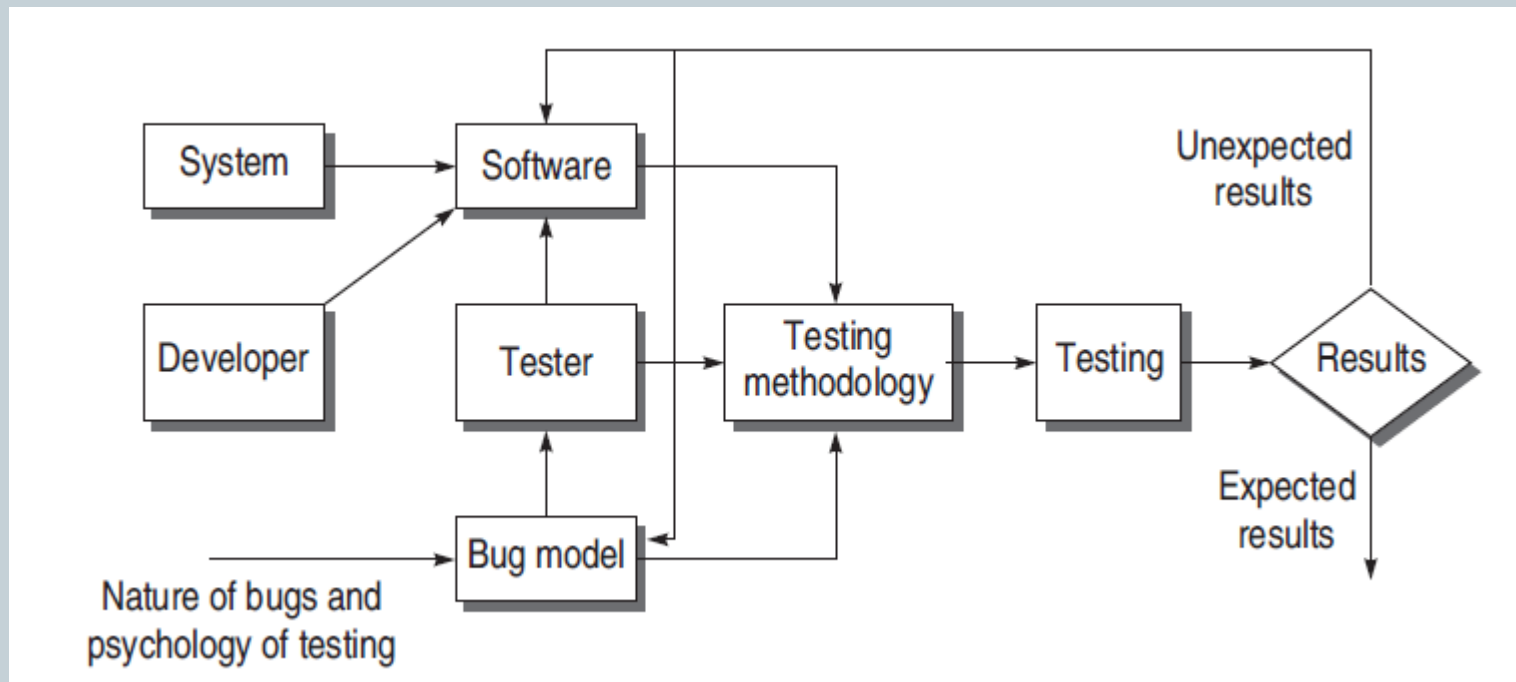 System
Software
Unexpected
results
Developer
Tester
Testing
methodology
Testing
Results
Expected
results
Bug model
Nature of bugs and
psychology of testing